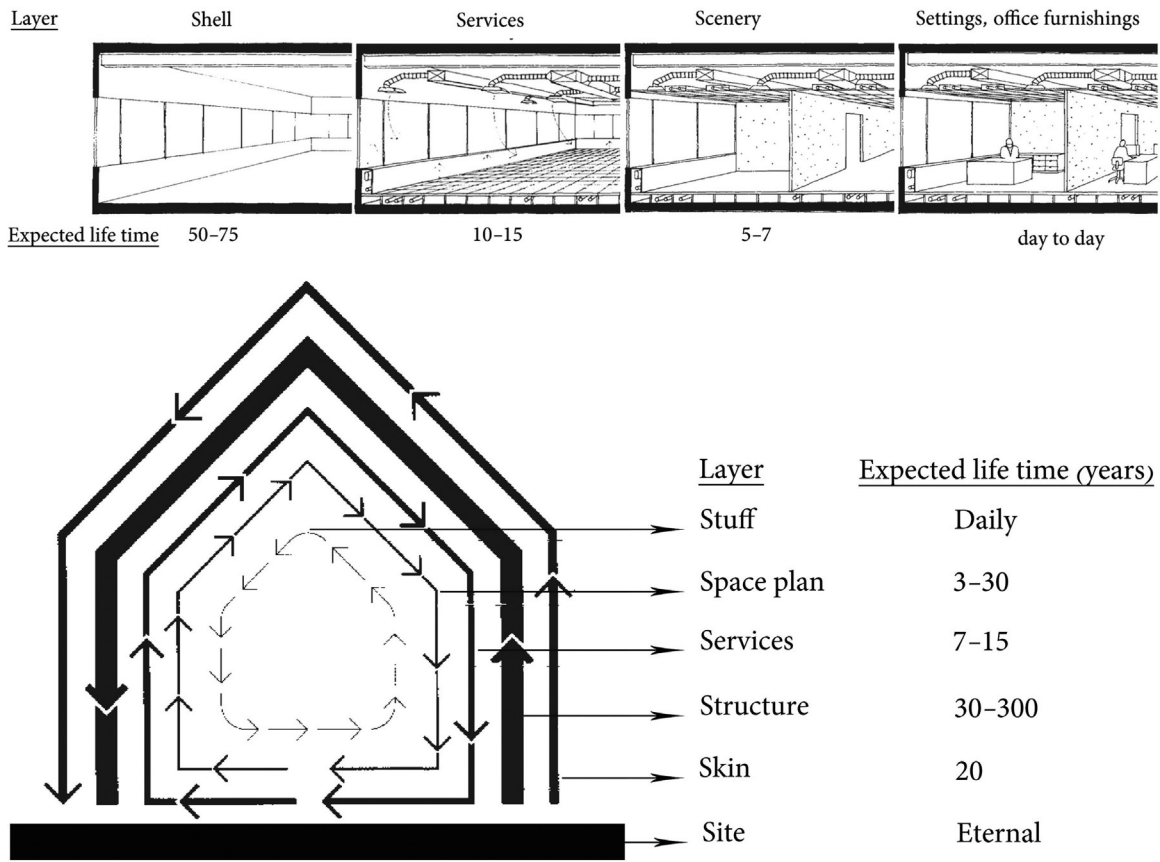 Layer Shell Services Scenery Settings, office furnishings
Expected life time 50–75 10–15 5–7 day to day
Layer Expected life time (years)
Stuff Daily
Space plan 3–30
Services 7–15
Structure 30–300
Skin 20
Site Eternal